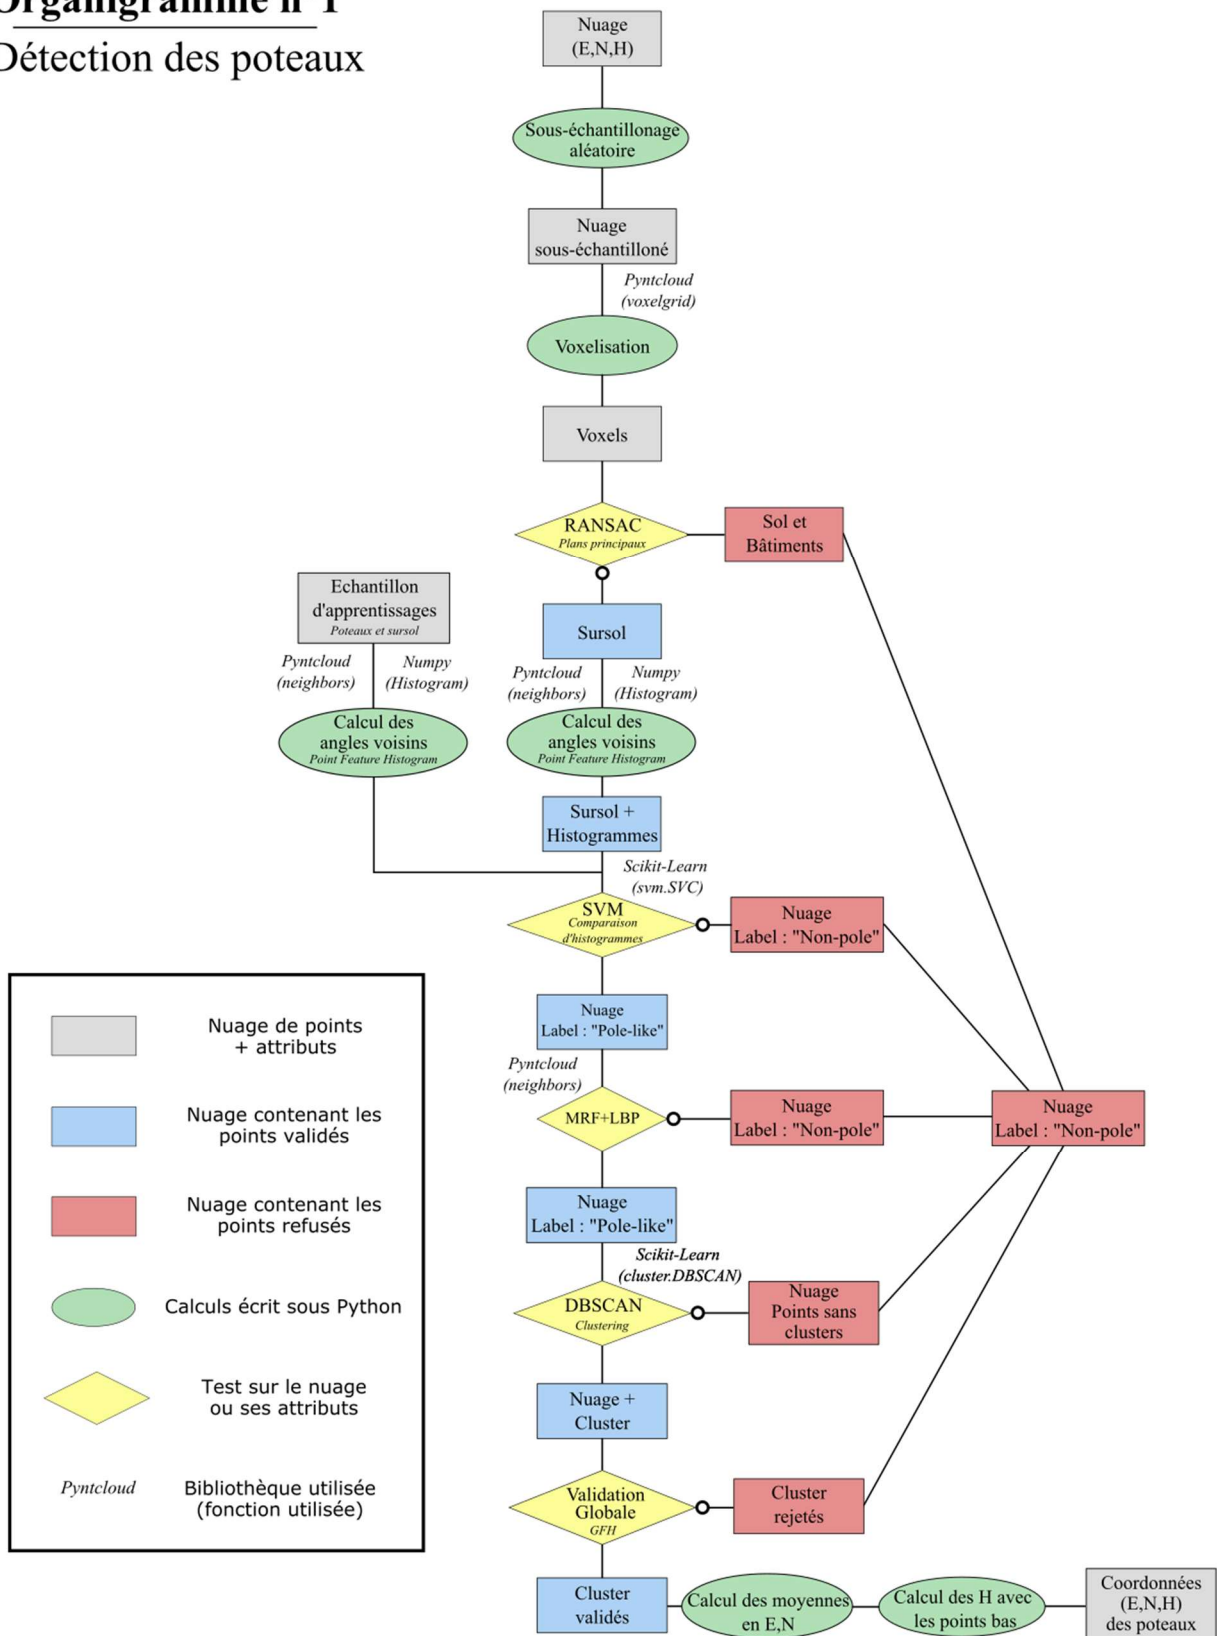 Organigramme n°1
Détection des poteaux
Nuage
(E,N,H)
Sous-échantillonage
aléatoire
Nuage
sous-échantilloné
Pyntcloud
(voxelgrid)
Voxelisation
Voxels
RANSAC
Plans principaux
Sol et
Bâtiments
Echantillon
d'apprentissages
Poteaux et sursol
Sursol
Pyntcloud
(neighbors)
Numpy
(Histogram)
Pyntcloud
(neighbors)
Numpy
(Histogram)
Calcul des
angles voisins
Point Feature Histogram
Calcul des
angles voisins
Point Feature Histogram
Sursol +
Histogrammes
Scikit-Learn
(svm.SVC)
SVM
Comparaison
d'histogrammes
Nuage
Label : "Non-pole"
Nuage
Label : "Pole-like"
Pyntcloud
(neighbors)
MRF+LBP
Nuage
Label : "Non-pole"
Nuage
Label : "Non-pole"
Nuage
Label : "Pole-like"
Scikit-Learn
(cluster.DBSCAN)
DBSCAN
Clustering
Nuage
Points sans
clusters
Nuage +
Cluster
Validation
Globale
GFH
Cluster
rejetés
Cluster
validés
Calcul des moyennes
en E,N
Calcul des H avec
les points bas
Coordonnées
(E,N,H)
des poteaux
Nuage de points
+ attributs
Nuage contenant les
points validés
Nuage contenant les
points refusés
Calculs écrit sous Python
Test sur le nuage
ou ses attributs
Pyntcloud
Bibliothèque utilisée
(fonction utilisée)